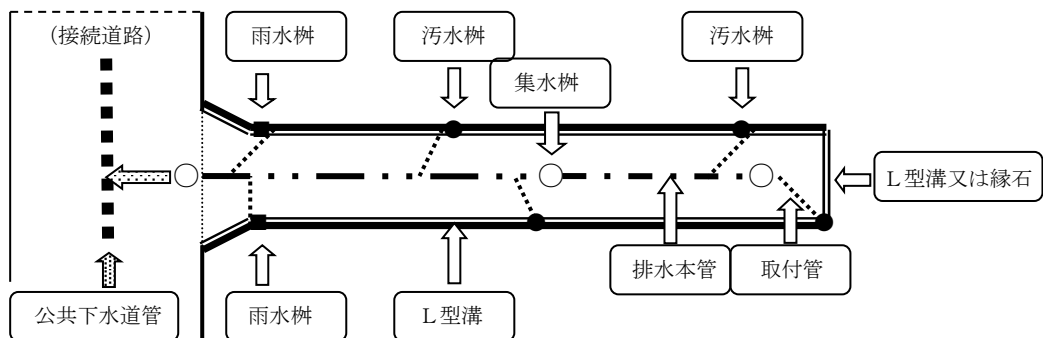 （接続道路）
雨水桝
汚水桝
汚水桝
集水桝
Ｌ型溝又は縁石
公共下水道管
雨水桝
Ｌ型溝
排水本管
取付管